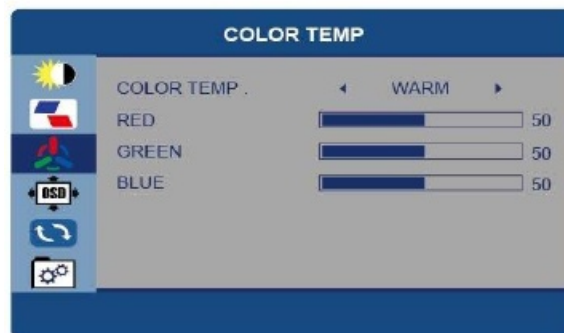 COLOR TEMP
COLOR TEMP . WARM
RED 50
GREEN 50
BLUE 50
OSD